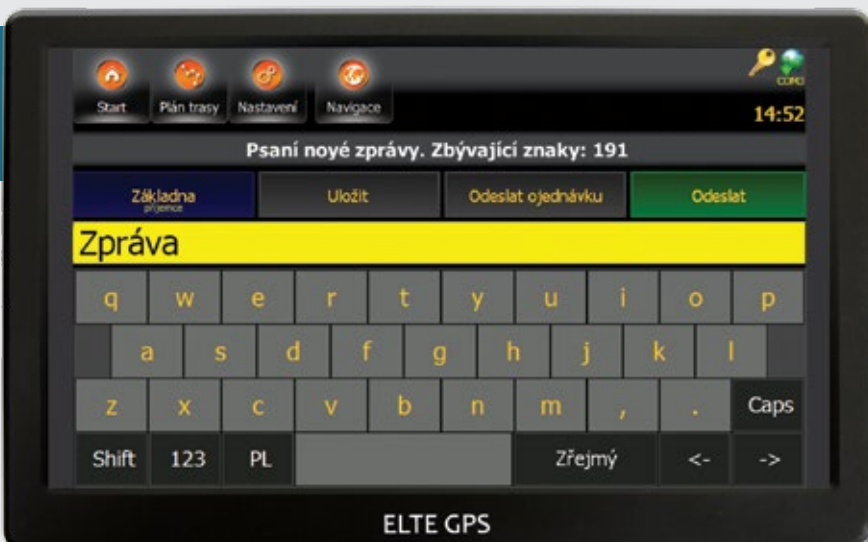 Start Plán trasy Nastavení Navigace COM3
14:52
Psaní noyé zprávy. Zbývající znaky: 191
Základna Uložit Odeslat ojednávku Odeslat
příjemce
Zpráva
q w e r t y u i o p
a s d f g h j k l
z x c v b n m , . Caps
Shift 123 PL Zřejmý <- ->
ELTE GPS